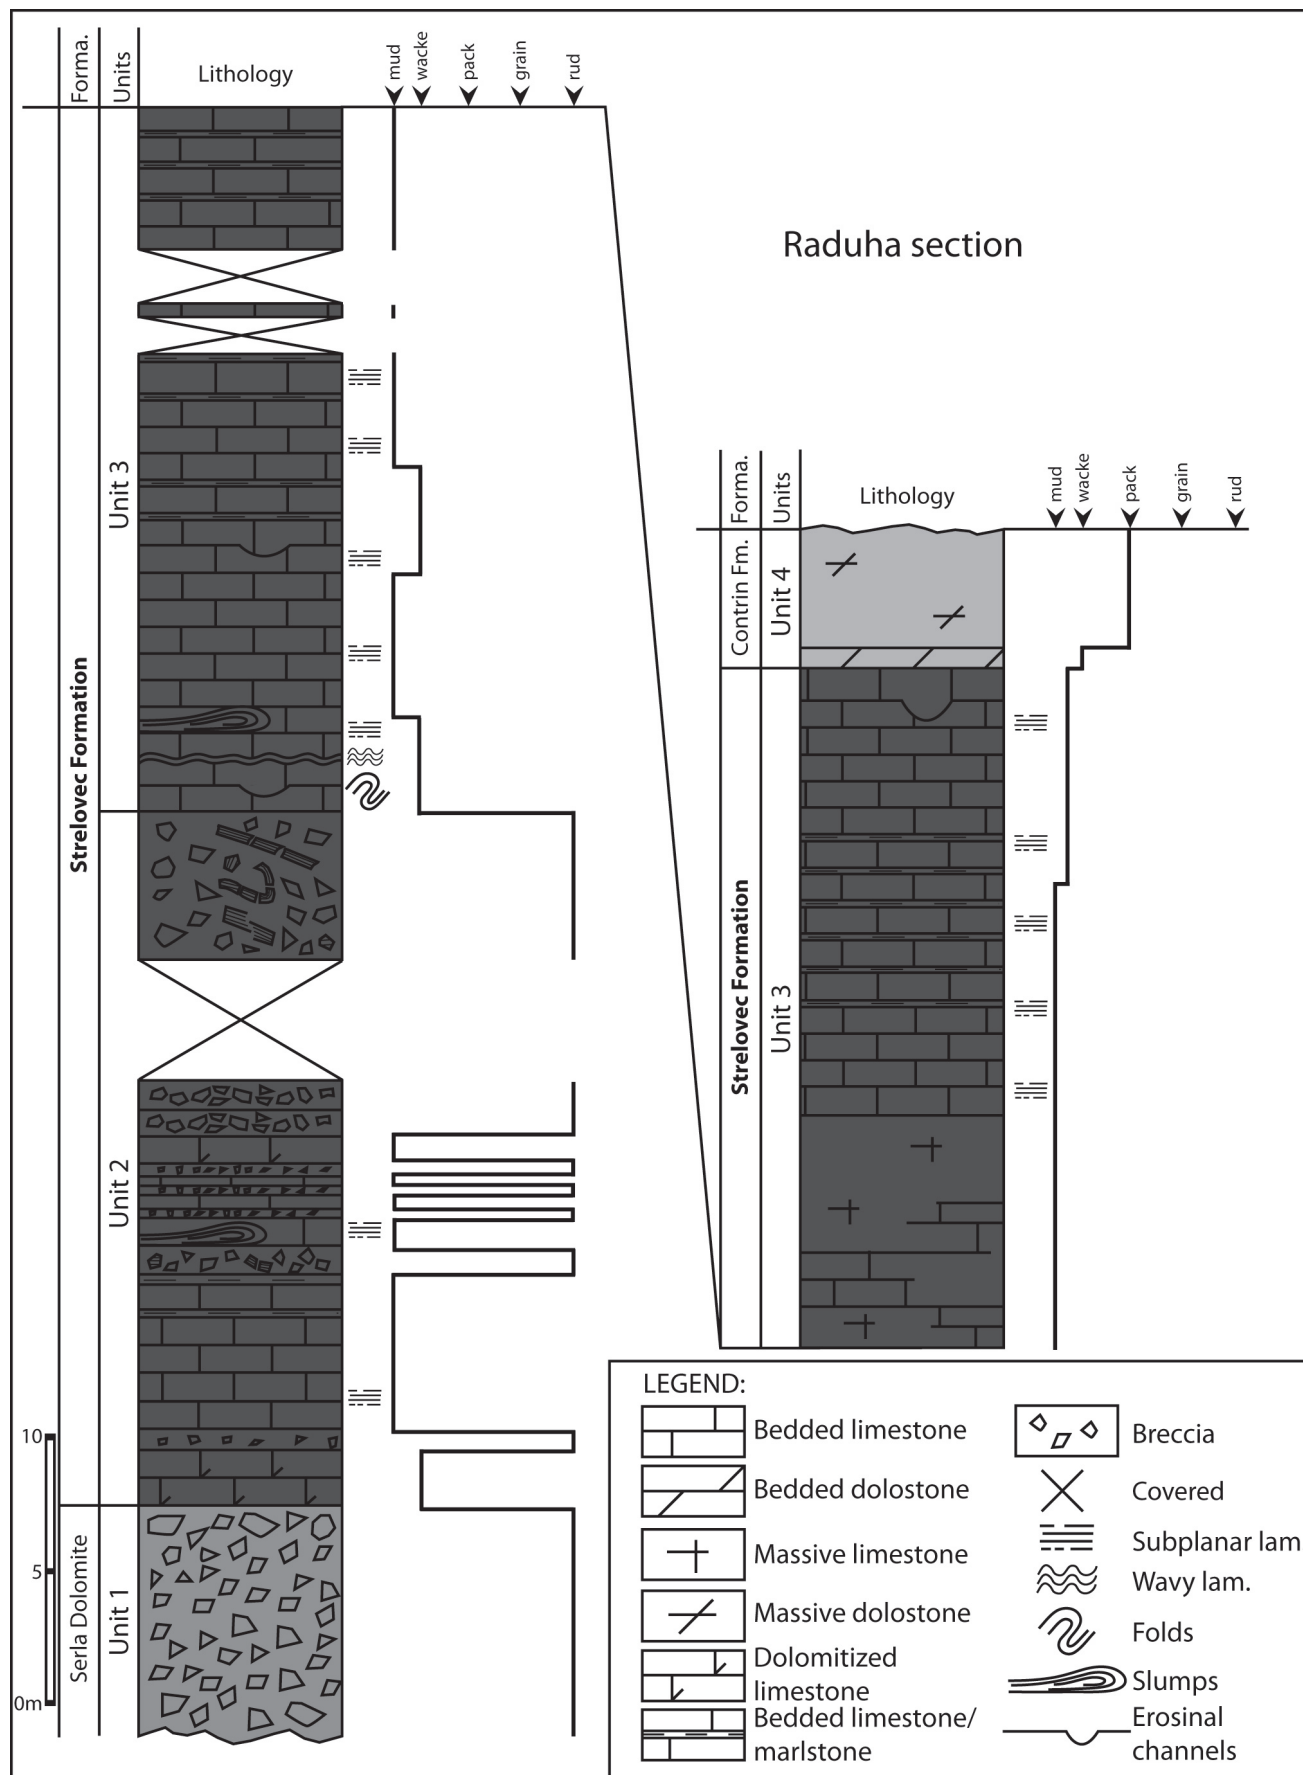 Forma.
Units
Lithology
mud
wacke
pack
grain
rud
Raduha section
Unit 3
Strelovec Formation
Unit 2
10
5
0m
Serla Dolomite
Unit 1
Forma.
Units
Lithology
mud
wacke
pack
grain
rud
Contrin Fm.
Unit 4
Strelovec Formation
Unit 3
LEGEND:
Bedded limestone
Bedded dolostone
Massive limestone
Massive dolostone
Dolomitized
limestone
Bedded limestone/
marlstone
Breccia
Covered
Subplanar lam
Wavy lam.
Folds
Slumps
Erosinal
channels